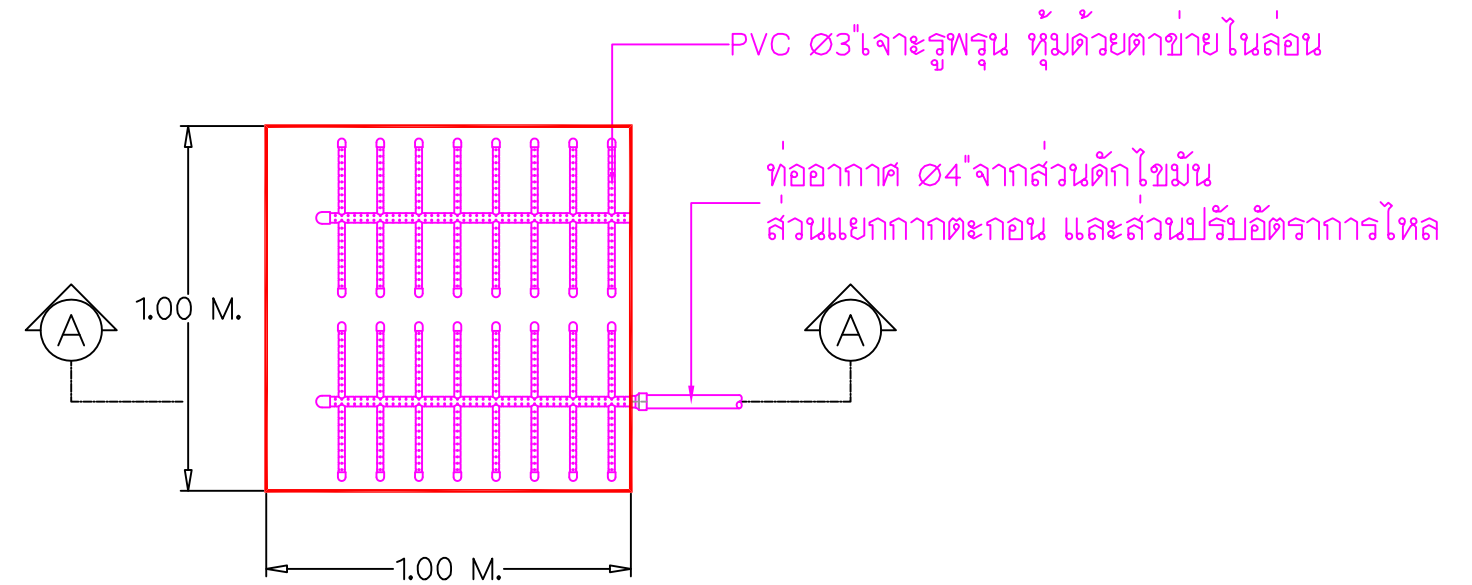 PVC Ø3"เจาะรูพรุน หุ้มด้วยตาข่ายไนล่อน
ท่ออากาศ Ø4"จากส่วนดักไขมัน
ส่วนแยกกากตะกอน และส่วนปรับอัตราการไหล
1.00 M.
A
A
1.00 M.